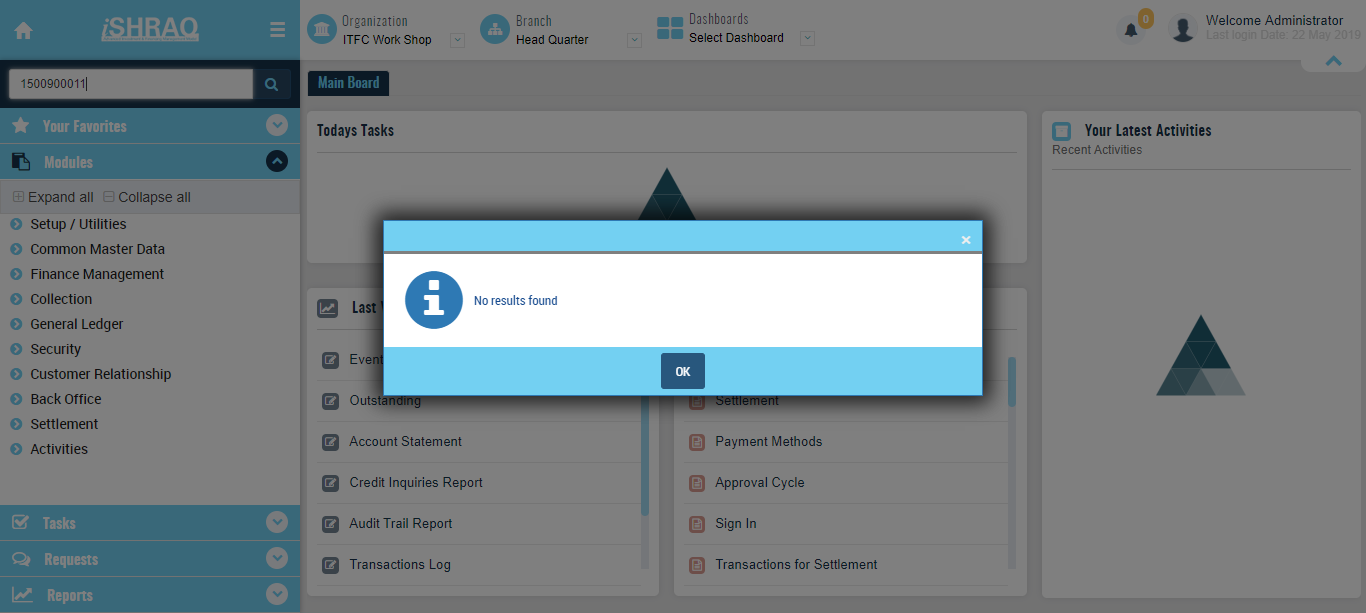 iSHRAQ
Organization
ITFC Work Shop
Branch
Head Quarter
Dashboards
Select Dashboard
0
Welcome Administrator
Last login Date: 22 May 2019
1500900011
Main Board
Your Favorites
Modules
Expand all
Collapse all
Setup / Utilities
Common Master Data
Finance Management
Collection
General Ledger
Security
Customer Relationship
Back Office
Settlement
Activities
Tasks
Requests
Reports
Todays Tasks
Your Latest Activities
Recent Activities
×
No results found
OK
Last
Event
Outstanding
Account Statement
Credit Inquiries Report
Audit Trail Report
Transactions Log
Settlement
Payment Methods
Approval Cycle
Sign In
Transactions for Settlement